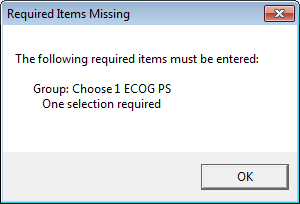 Required Items Missing
The following required items must be entered:
Group: Choose 1 ECOG PS
One selection required
OK